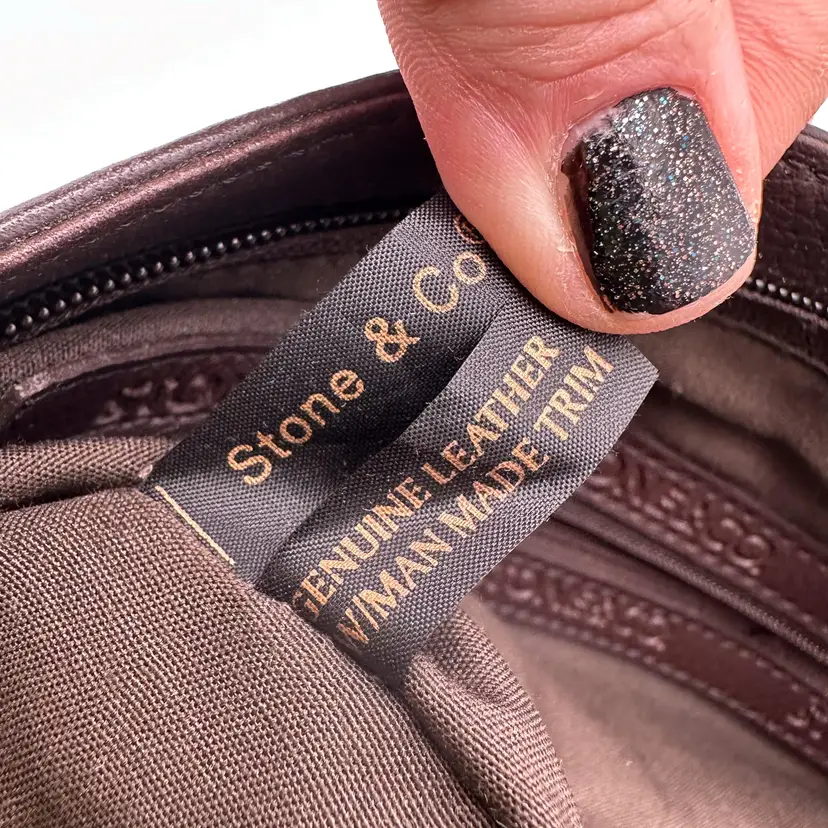 Stone & Co
GENUINE LEATHER
W/MAN MADE TRIM